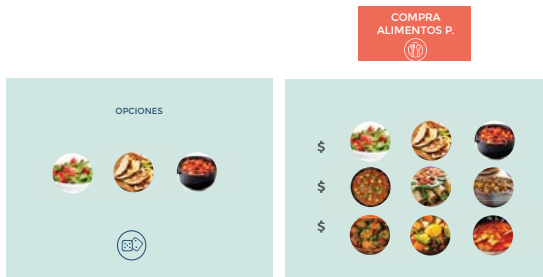 COMPRA
ALIMENTOS P.
OPCIONES
$
$
$